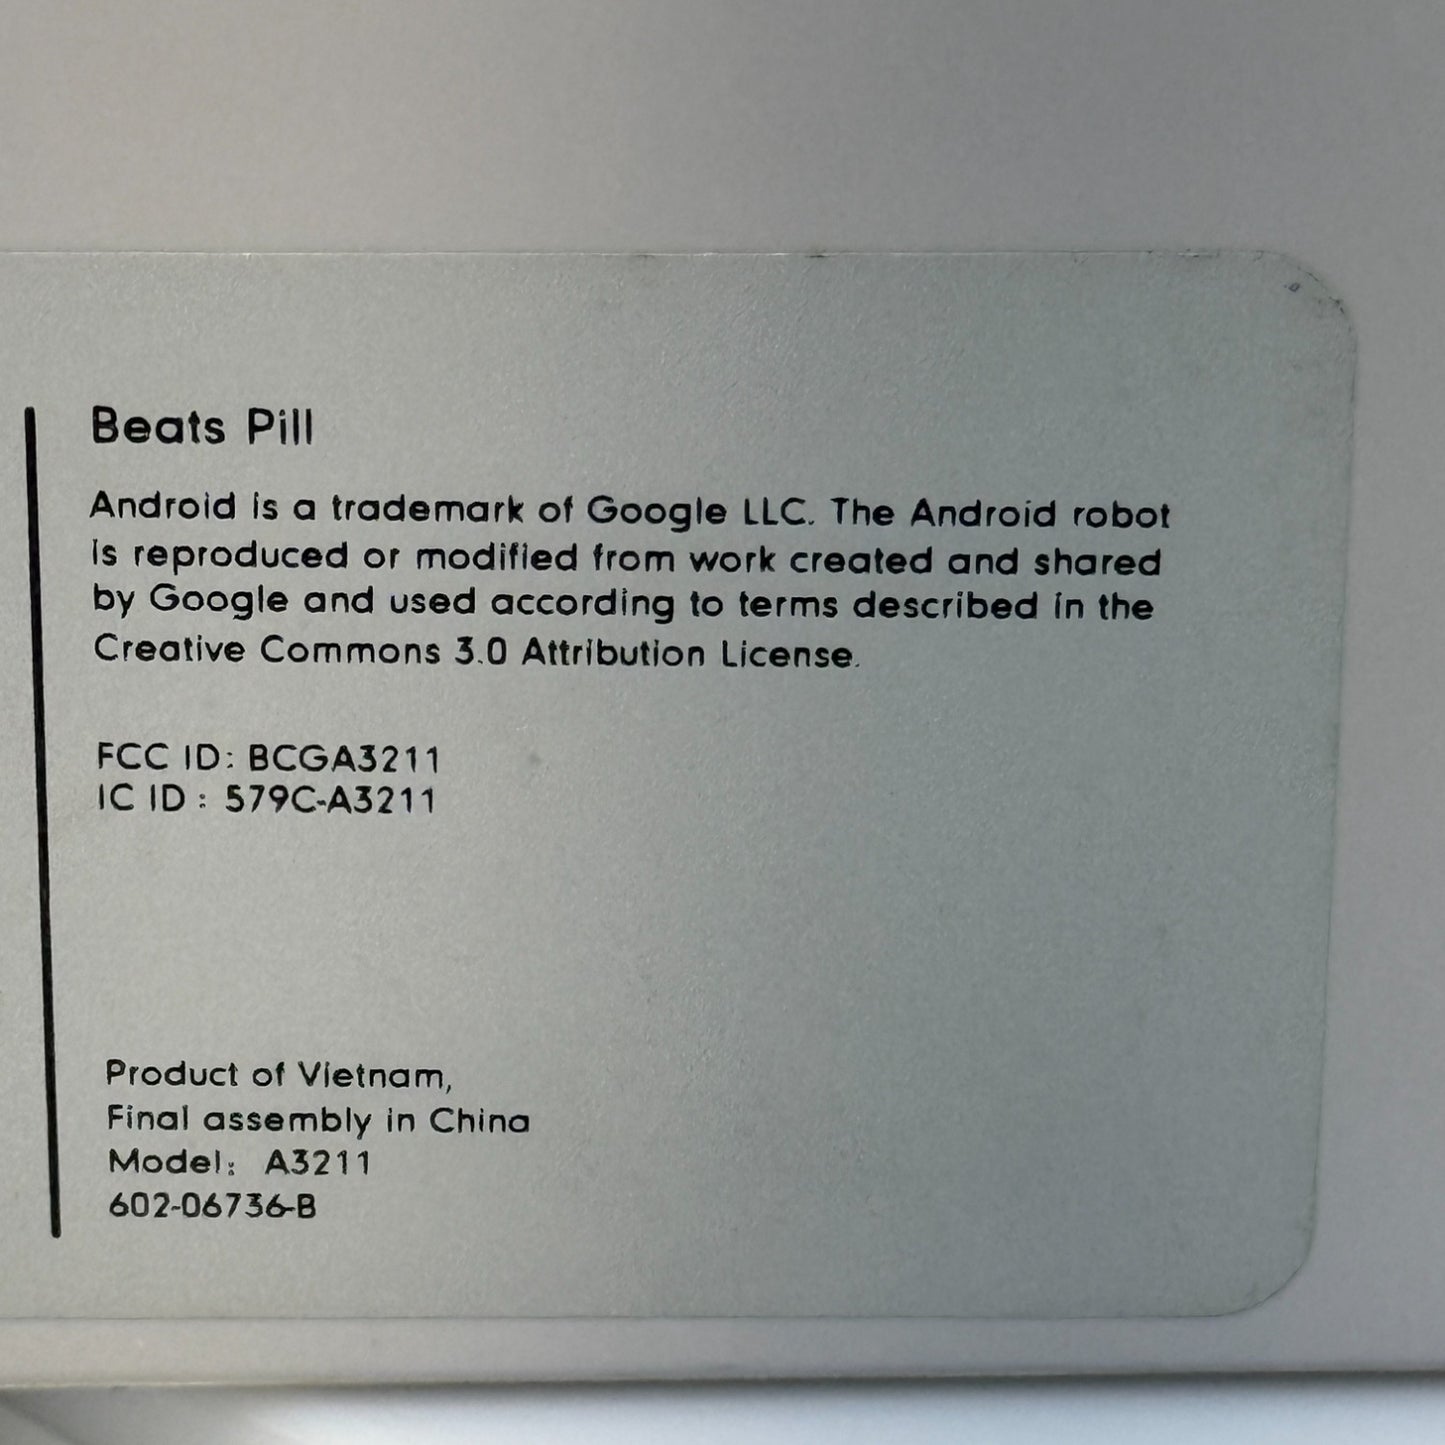 Beats Pill
Android is a trademark of Google LLC. The Android robot
is reproduced or modified from work created and shared
by Google and used according to terms described in the
Creative Commons 3.0 Attribution License.
FCC ID: BCGA3211
IC ID : 579C-A3211
Product of Vietnam,
Final assembly in China
Model: A3211
602-06736-B